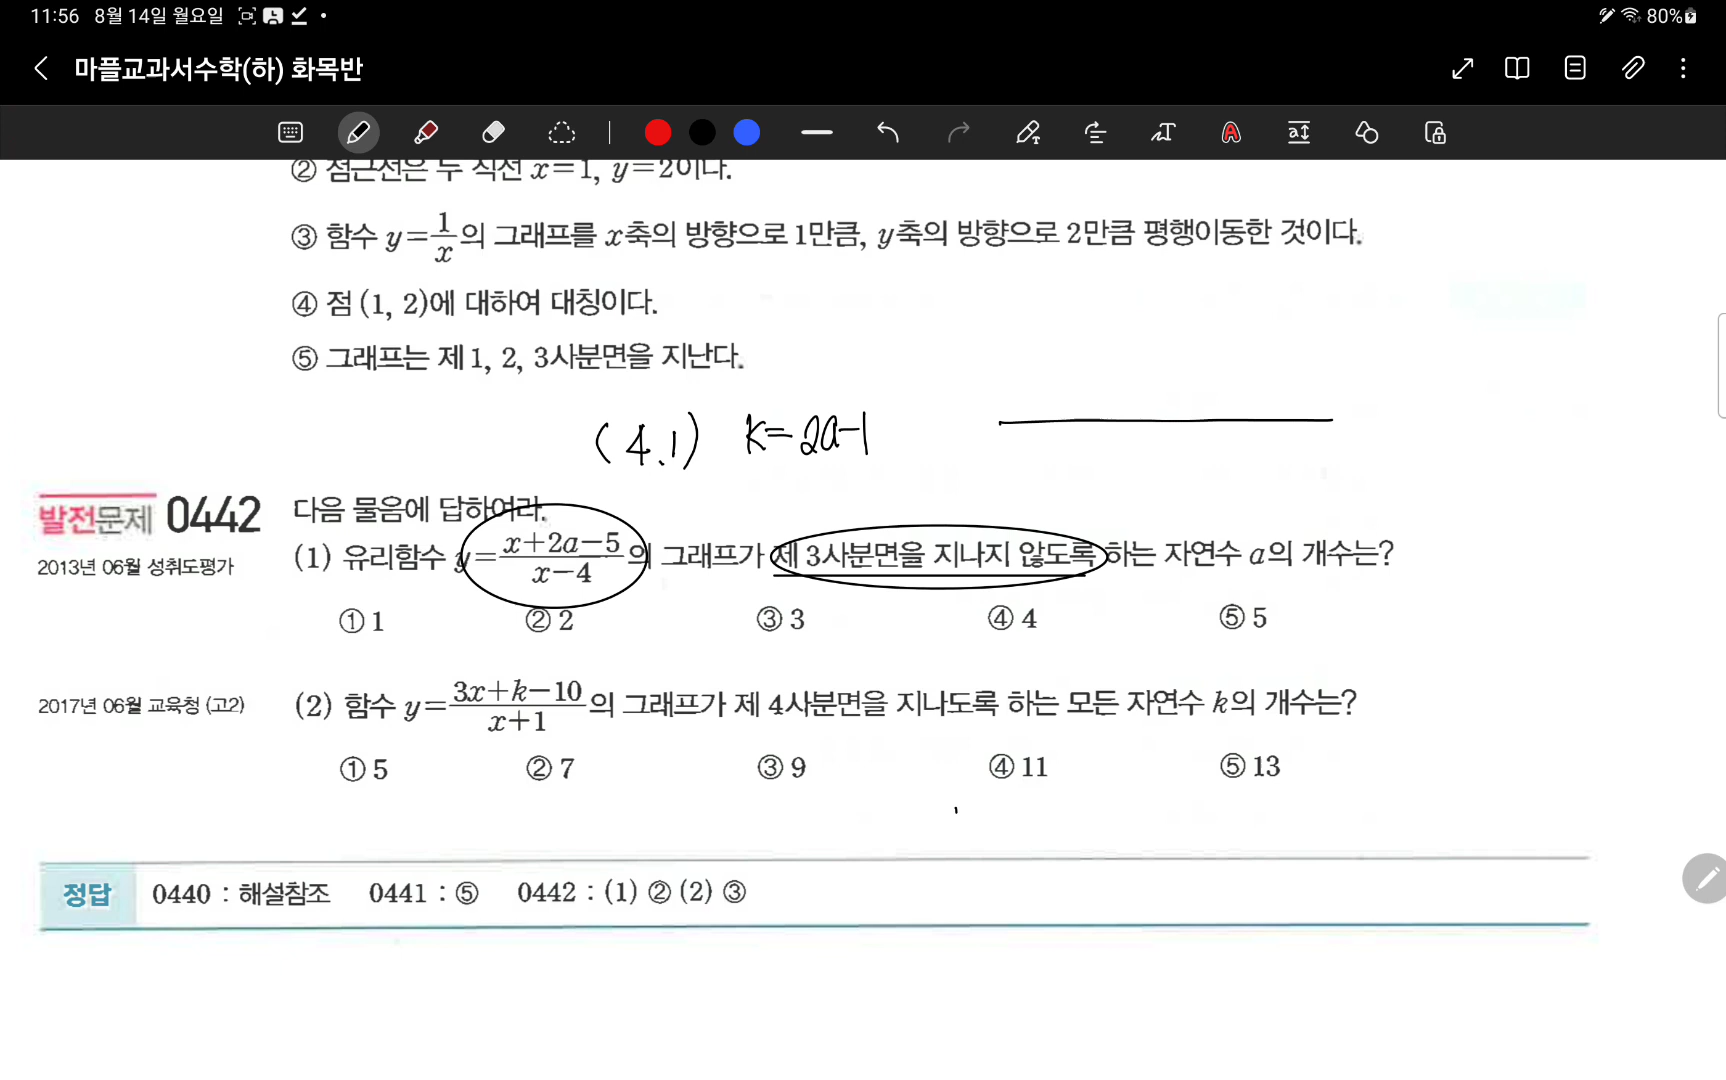 11:56 8월 14일 월요일
80%
마플교과서수학(하) 화목반
② 점근선은 두 직선 x=1, y=2이다.
③ 함수 y=1/x의 그래프를 x축의 방향으로 1만큼, y축의 방향으로 2만큼 평행이동한 것이다.
④ 점 (1, 2)에 대하여 대칭이다.
⑤ 그래프는 제 1, 2, 3사분면을 지난다.
(4.1) k=2a-1
발전문제 0442 다음 물음에 답하여라.
2013년 06월 성취도평가 (1) 유리함수 y=(x+2a-5)/(x-4)의 그래프가 제 3사분면을 지나지 않도록 하는 자연수 a의 개수는?
① 1 ② 2 ③ 3 ④ 4 ⑤ 5
2017년 06월 교육청 (고2) (2) 함수 y=(3x+k-10)/(x+1)의 그래프가 제 4사분면을 지나도록 하는 모든 자연수 k의 개수는?
① 5 ② 7 ③ 9 ④ 11 ⑤ 13
정답 0440 : 해설참조 0441 : ⑤ 0442 : (1) ② (2) ③